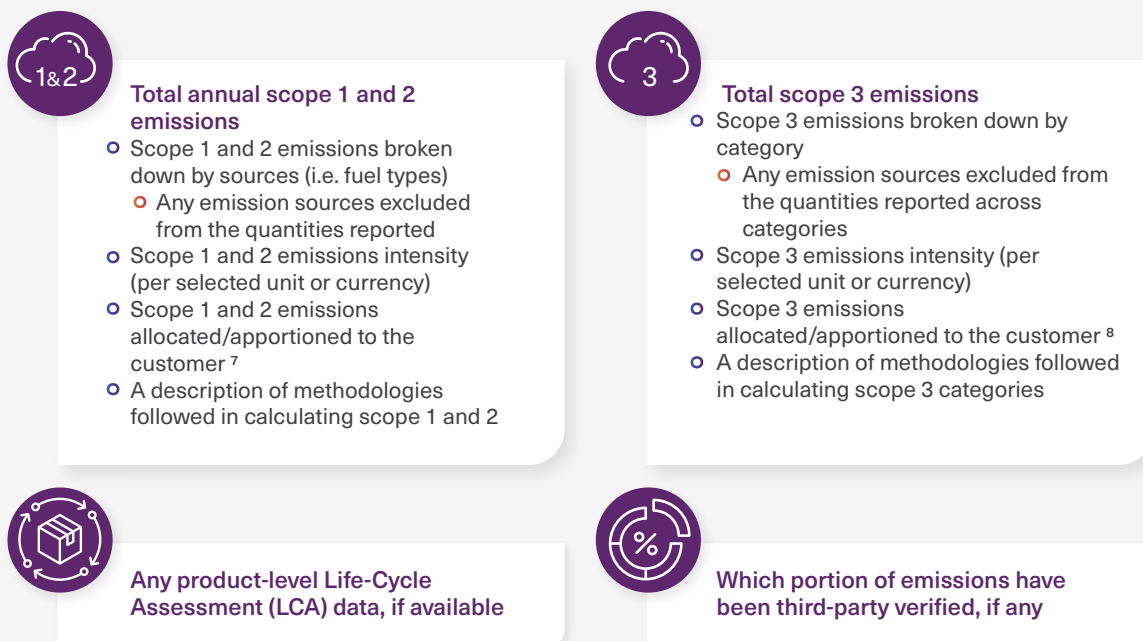 1&2
Total annual scope 1 and 2
emissions
Scope 1 and 2 emissions broken
down by sources (i.e. fuel types)
Any emission sources excluded
from the quantities reported
Scope 1 and 2 emissions intensity
(per selected unit or currency)
Scope 1 and 2 emissions
allocated/apportioned to the
customer ⁷
A description of methodologies
followed in calculating scope 1 and 2
3
Total scope 3 emissions
Scope 3 emissions broken down by
category
Any emission sources excluded from
the quantities reported across
categories
Scope 3 emissions intensity (per
selected unit or currency)
Scope 3 emissions
allocated/apportioned to the customer ⁸
A description of methodologies followed
in calculating scope 3 categories
Any product-level Life-Cycle
Assessment (LCA) data, if available
%
Which portion of emissions have
been third-party verified, if any